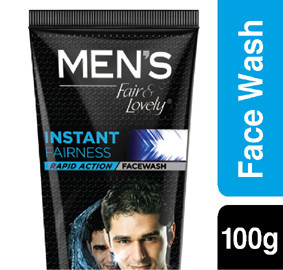 MEN'S
Fair &
Lovely
INSTANT
FAIRNESS
RAPID ACTION / FACEWASH
Face Wash
100g